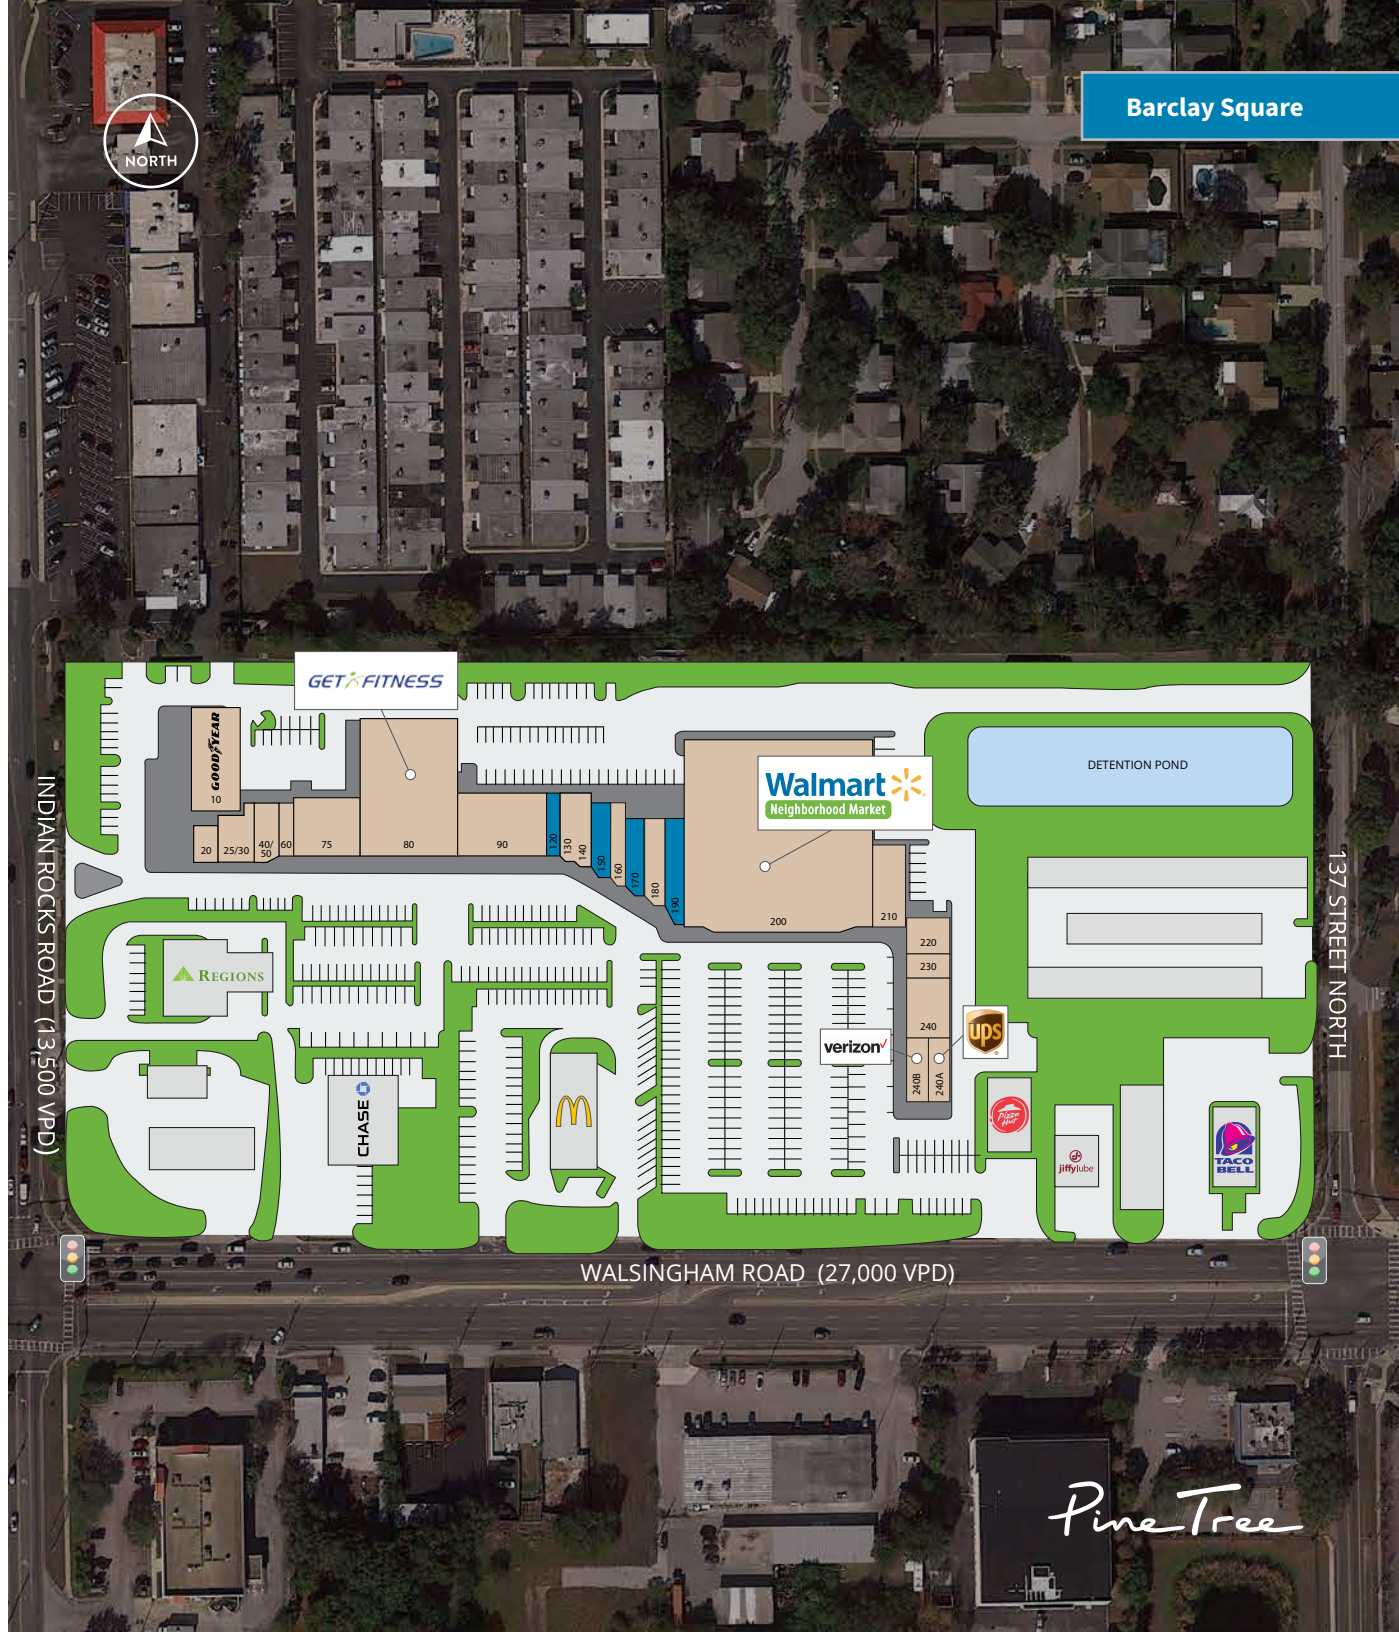 Barclay Square
NORTH
GET FITNESS
GOODYEAR
10
Walmart
Neighborhood Market
DETENTION POND
20
25/30
40/
50
60
75
80
90
120
130
140
150
160
170
180
190
200
210
220
230
240
240B
240A
REGIONS
verizon
ups
CHASE
Pizza
Hut
jiffylube
TACO
BELL
INDIAN ROCKS ROAD (13,500 VPD)
137 STREET NORTH
WALSINGHAM ROAD (27,000 VPD)
Pine Tree